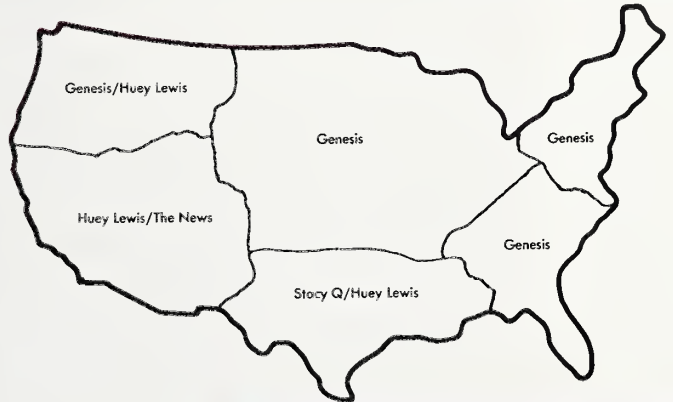 Genesis/Huey Lewis
Genesis
Genesis
Huey Lewis/The News
Genesis
Stacy Q/Huey Lewis